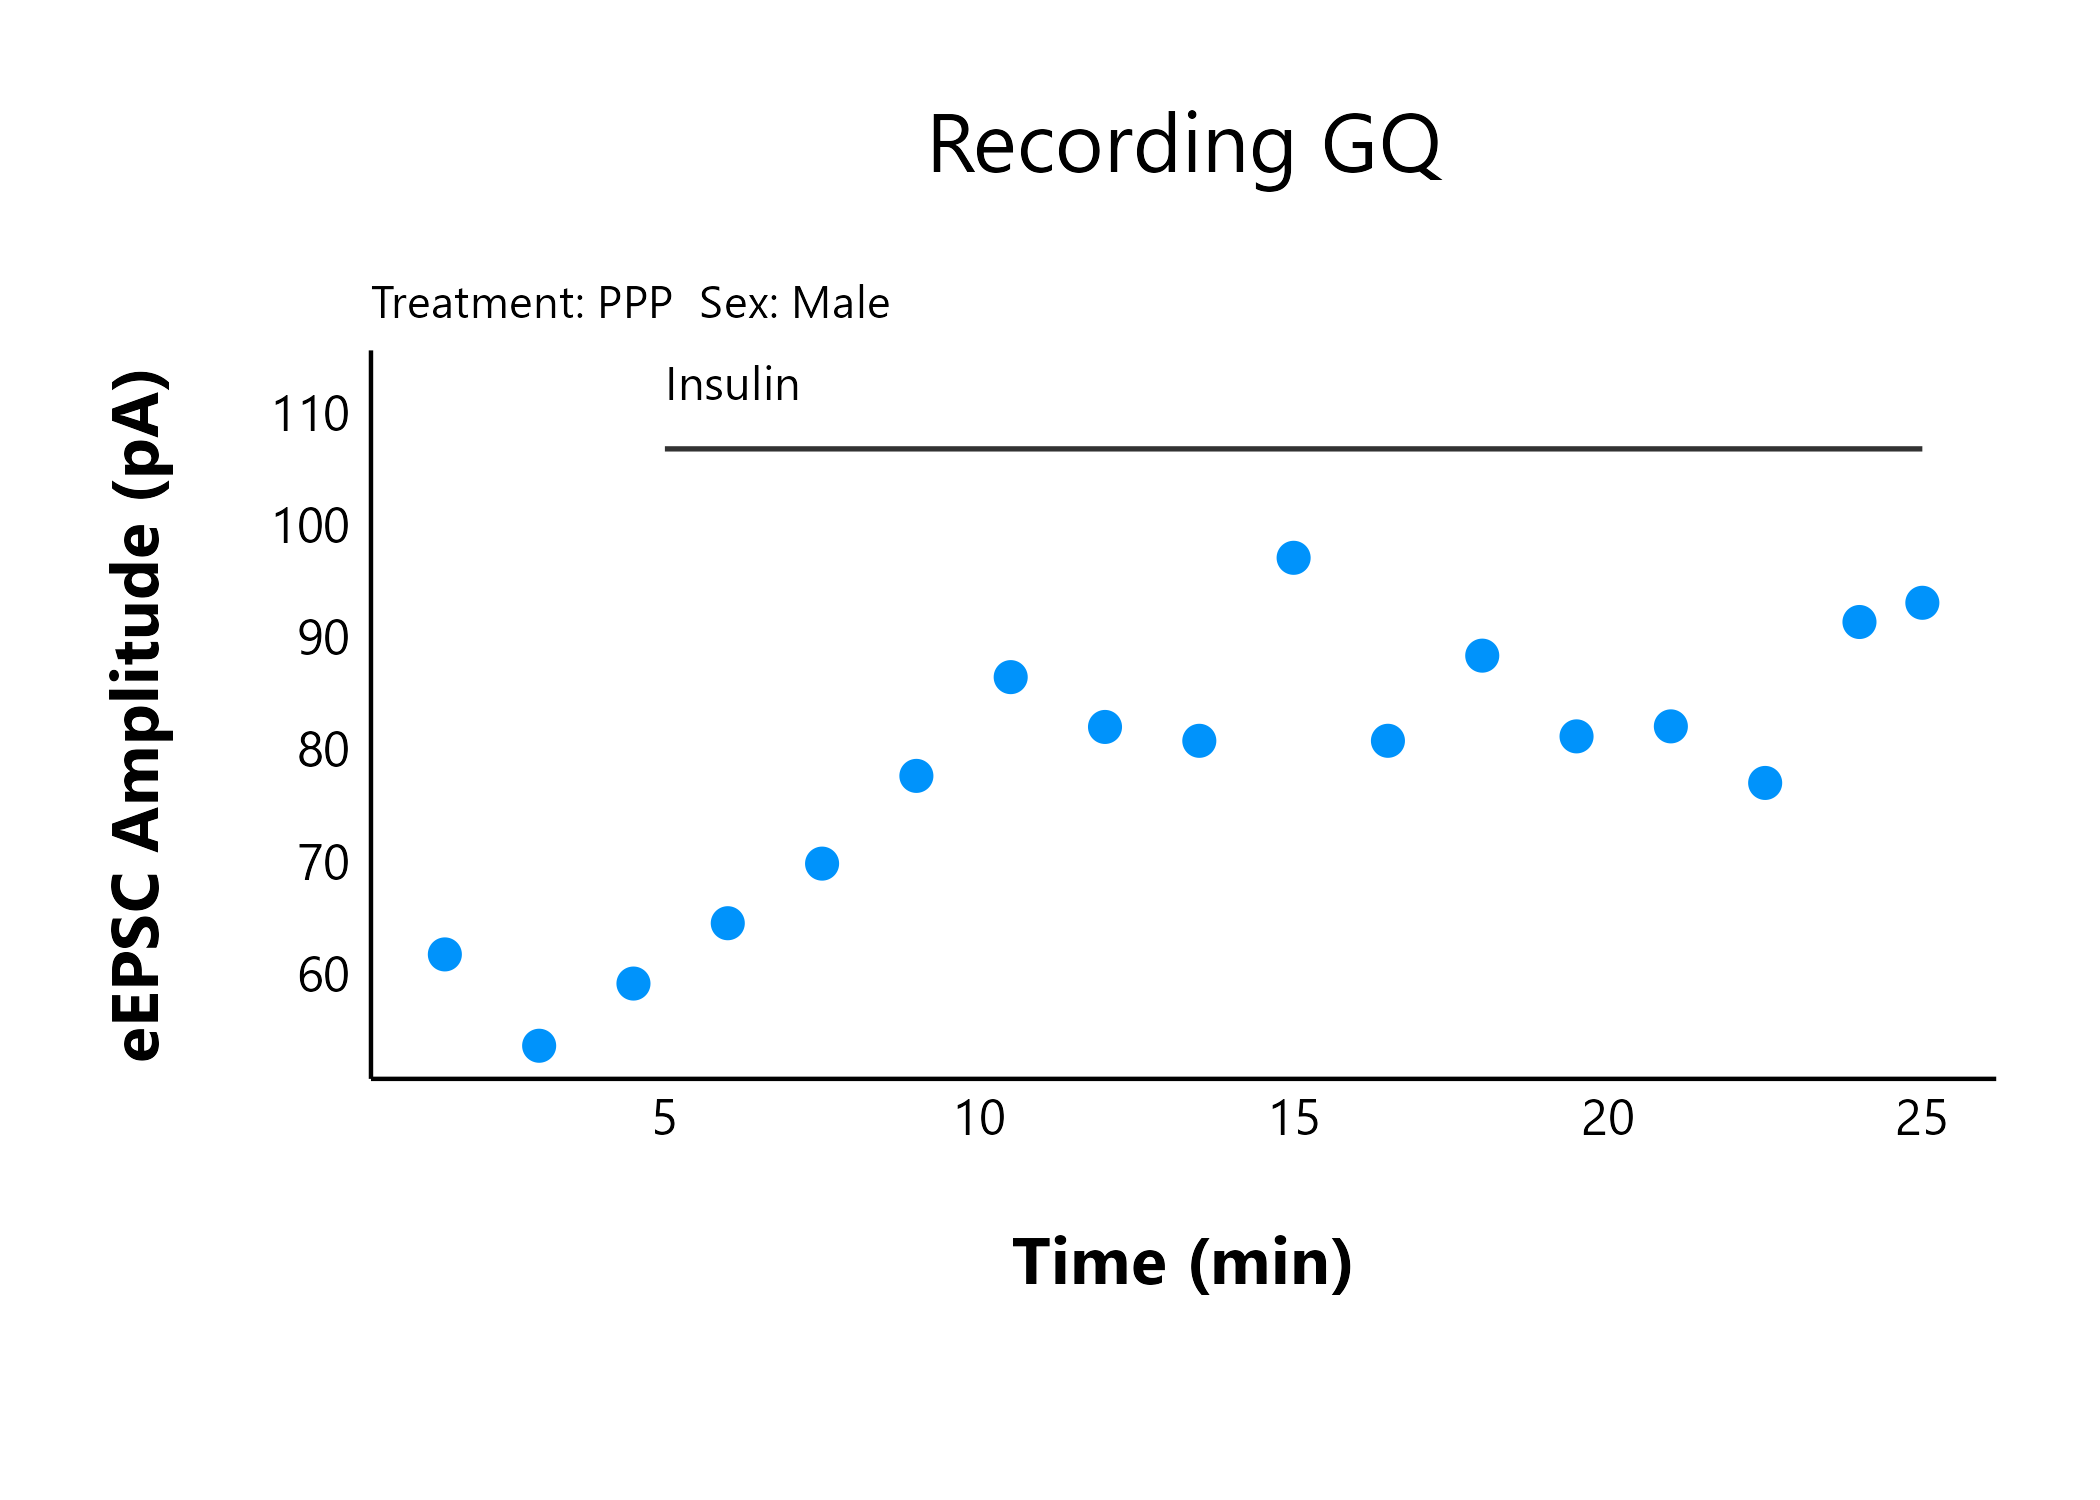 Recording GQ
Treatment: PPP  Sex: Male
Insulin
110
100
90
80
70
60
eEPSC Amplitude (pA)
5 10 15 20 25
Time (min)